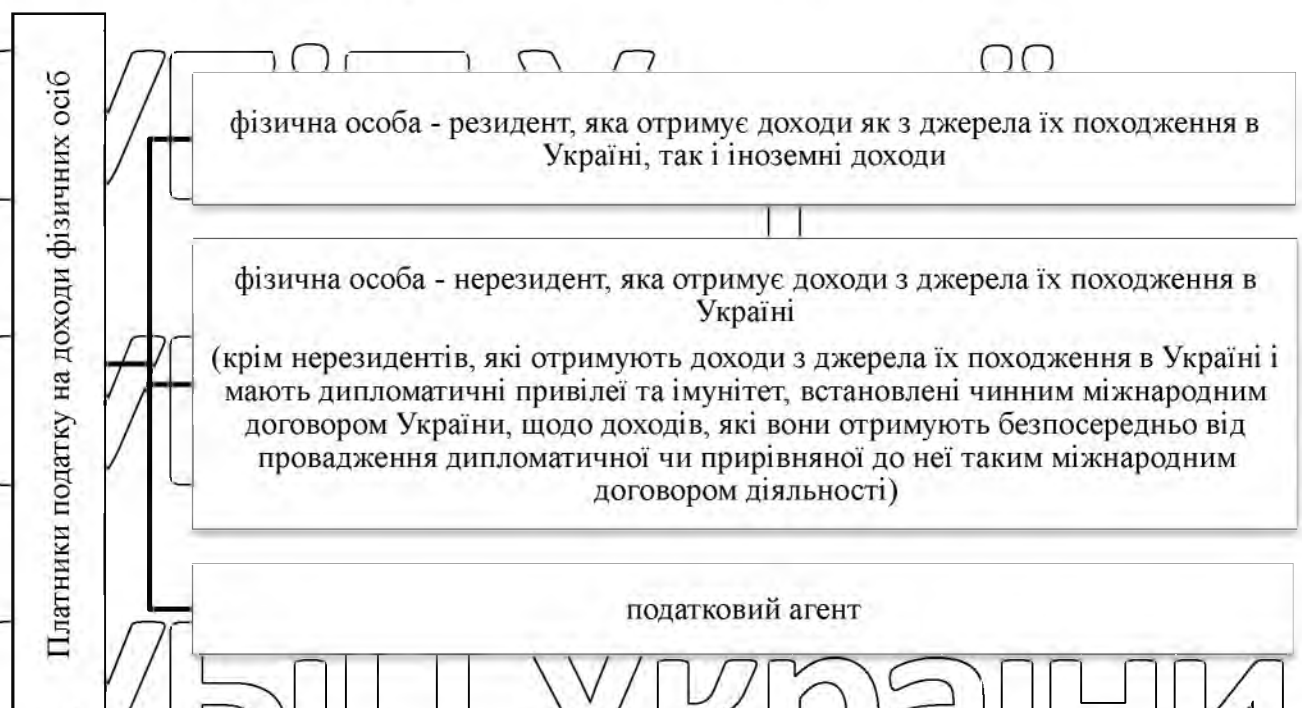 Платники податку на доходи фізичних осіб
фізична особа - резидент, яка отримує доходи як з джерела їх походження в
Україні, так і іноземні доходи
фізична особа - нерезидент, яка отримує доходи з джерела їх походження в
Україні
(крім нерезидентів, які отримують доходи з джерела їх походження в Україні і
мають дипломатичні привілеї та імунітет, встановлені чинним міжнародним
договором України, щодо доходів, які вони отримують безпосередньо від
провадження дипломатичної чи прирівняної до неї таким міжнародним
договором діяльності)
податковий агент
України